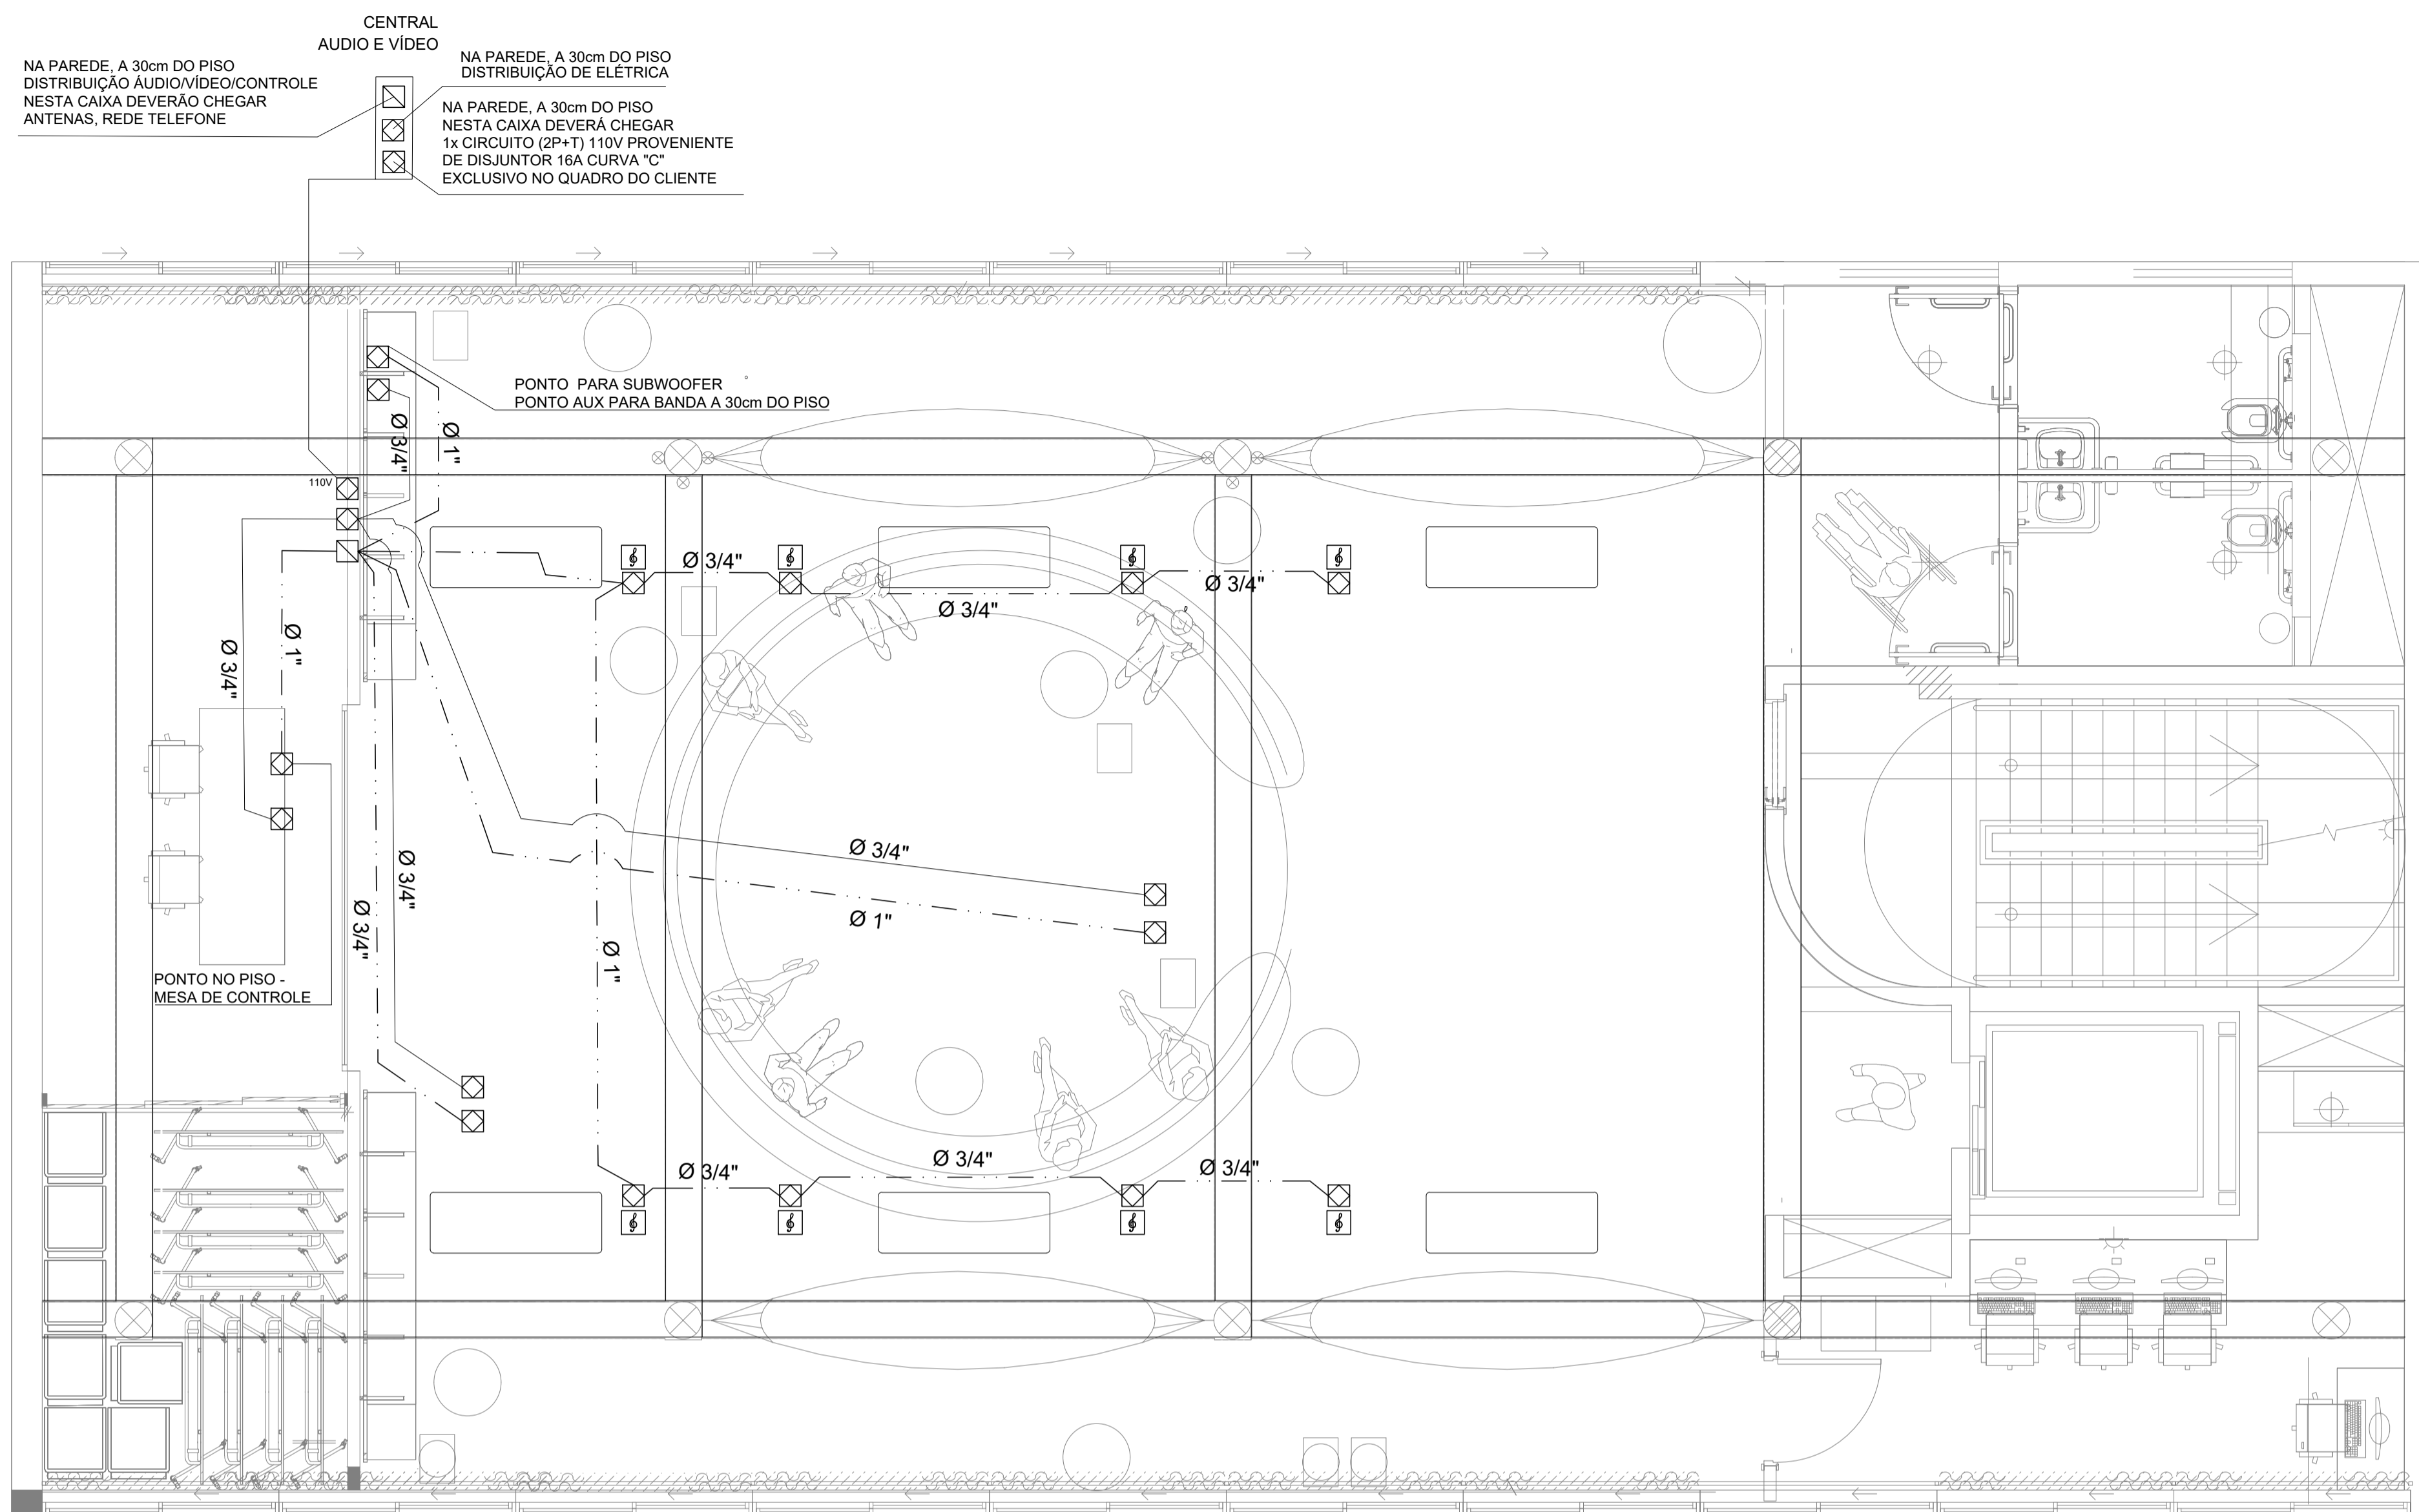 CENTRAL
AUDIO E VÍDEO
NA PAREDE, A 30cm DO PISO
DISTRIBUIÇÃO ÁUDIO/VÍDEO/CONTROLE
NESTA CAIXA DEVERÃO CHEGAR
ANTENAS, REDE TELEFONE
NA PAREDE, A 30cm DO PISO
DISTRIBUIÇÃO DE ELÉTRICA
NA PAREDE, A 30cm DO PISO
NESTA CAIXA DEVERÁ CHEGAR
1x CIRCUITO (2P+T) 110V PROVENIENTE
DE DISJUNTOR 16A CURVA "C"
EXCLUSIVO NO QUADRO DO CLIENTE
PONTO PARA SUBWOOFER
PONTO AUX PARA BANDA A 30cm DO PISO
Ø 3/4"
Ø 1"
110V
Ø 3/4"
Ø 3/4"
Ø 3/4"
Ø 1"
Ø 3/4"
Ø 3/4"
Ø 1"
Ø 3/4"
Ø 3/4"
Ø 1"
PONTO NO PISO -
MESA DE CONTROLE
Ø 3/4"
Ø 3/4"
Ø 3/4"